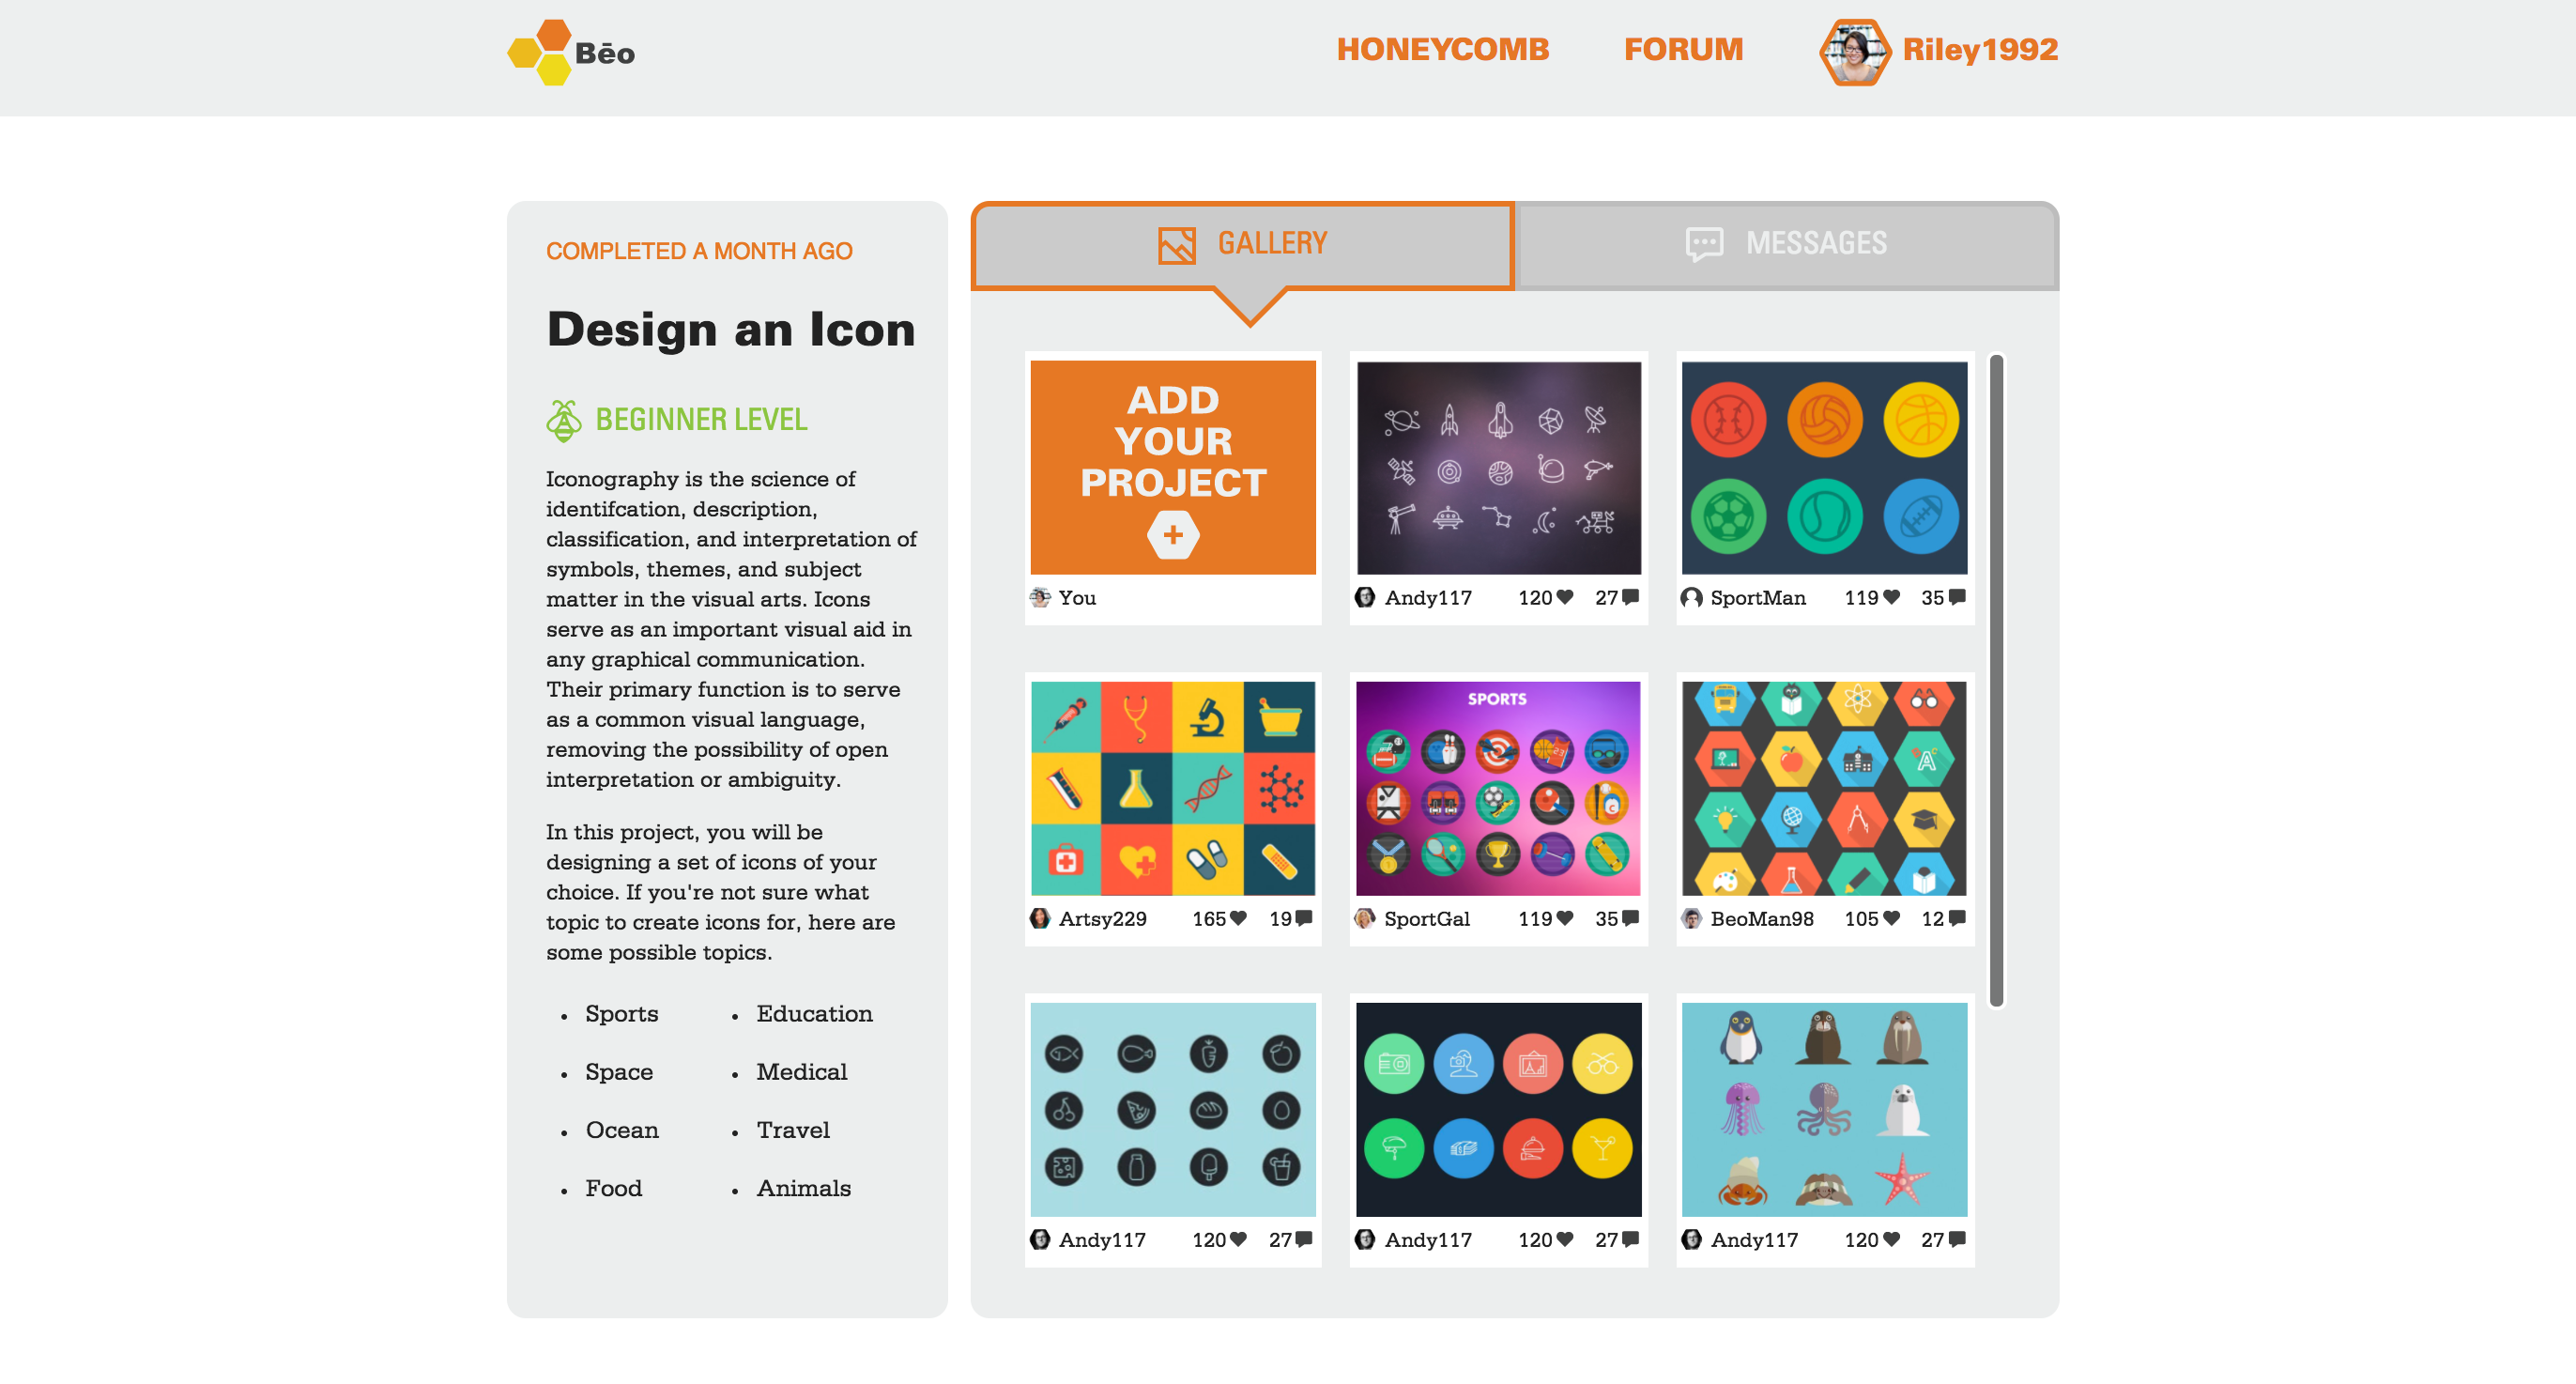 Bēo
HONEYCOMB
FORUM
Riley1992
COMPLETED A MONTH AGO
Design an Icon
BEGINNER LEVEL
Iconography is the science of
identifcation, description,
classification, and interpretation of
symbols, themes, and subject
matter in the visual arts. Icons
serve as an important visual aid in
any graphical communication.
Their primary function is to serve
as a common visual language,
removing the possibility of open
interpretation or ambiguity.
In this project, you will be
designing a set of icons of your
choice. If you're not sure what
topic to create icons for, here are
some possible topics.
• Sports
• Education
• Space
• Medical
• Ocean
• Travel
• Food
• Animals
GALLERY
MESSAGES
ADD
YOUR
PROJECT
+
You
Andy117 120 27
SportMan 119 35
SPORTS
Artsy229 165 19
SportGal 119 35
BeoMan98 105 12
Andy117 120 27
Andy117 120 27
Andy117 120 27